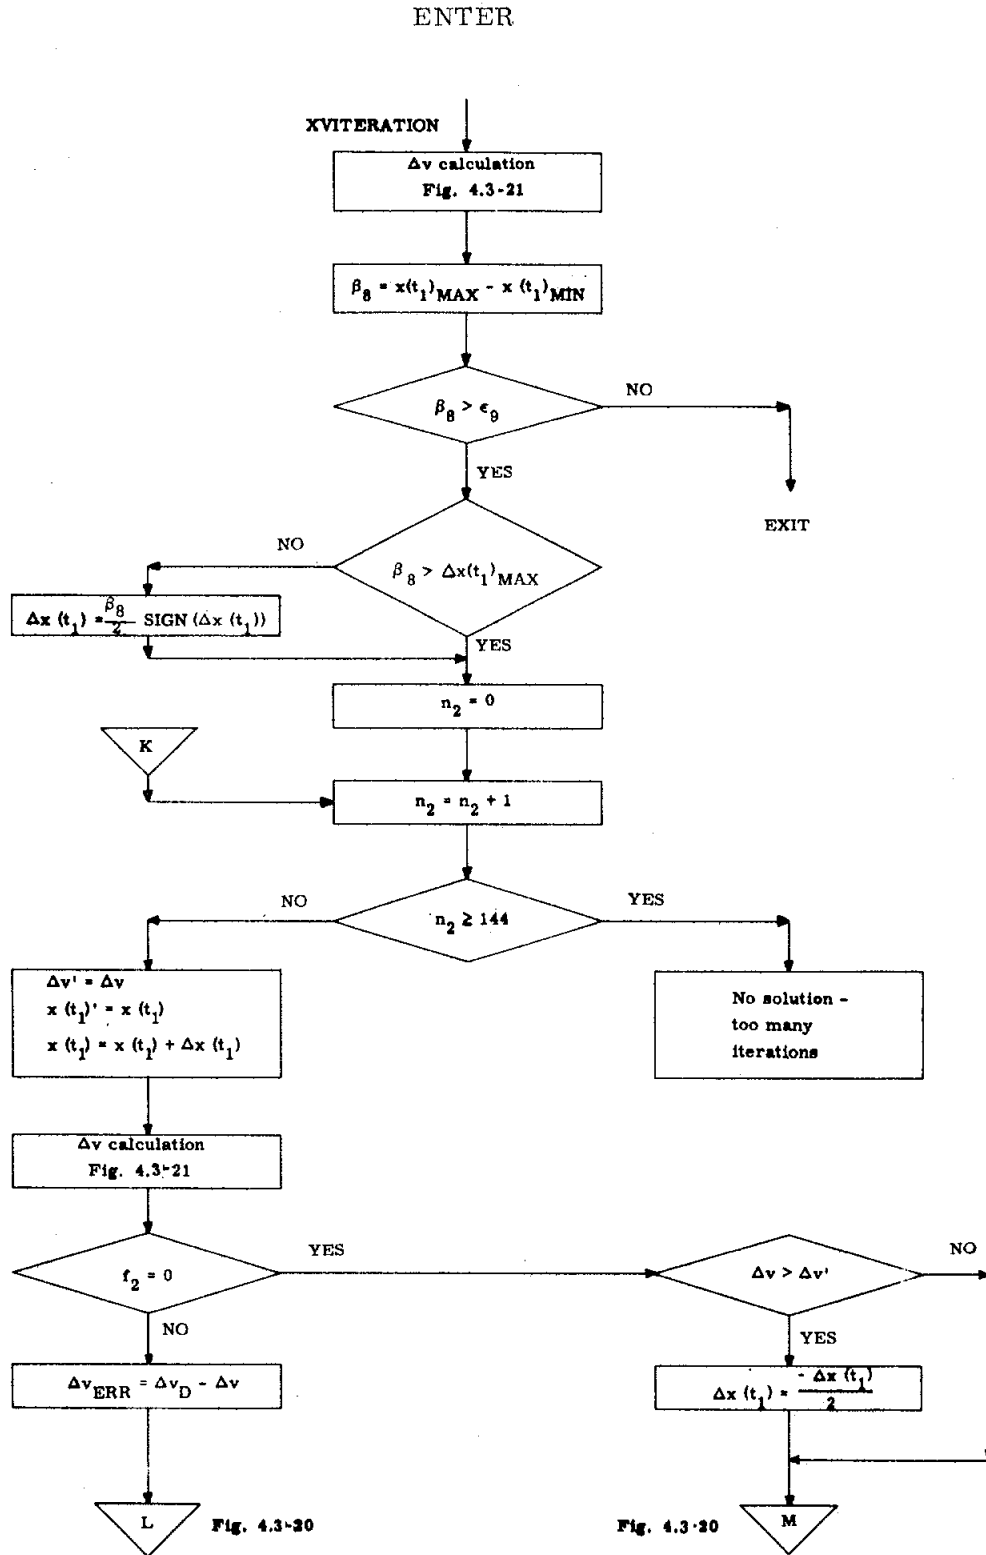 ENTER
XVITERATION
Δv calculation
Fig. 4.3-21
β₈ = x(t₁)MAX - x (t₁)MIN
β₈ > ϵ₉
NO
YES
EXIT
NO
β₈ > Δx(t₁)MAX
Δx (t₁) = β₈/2 SIGN (Δx (t₁))
YES
n₂ = 0
K
n₂ = n₂ + 1
NO
n₂ ≥ 144
YES
Δv' = Δv
x (t₁)' = x (t₁)
x (t₁) = x (t₁) + Δx (t₁)
No solution -
too many
iterations
Δv calculation
Fig. 4.3-21
f₂ = 0
YES
Δv > Δv'
NO
NO
YES
ΔvERR = ΔvD - Δv
Δx (t₁) = - Δx (t₁)/2
L
Fig. 4.3-20
Fig. 4.3-20
M